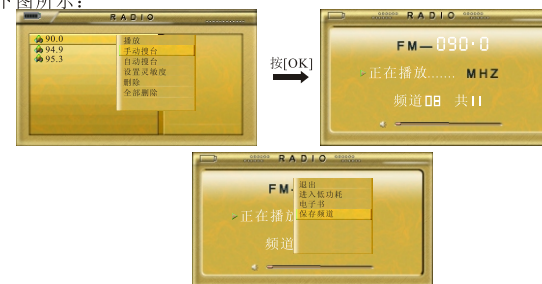 下图所示：
RADIO
90.0
94.9
95.3
播放
手动搜台
自动搜台
设置灵敏度
删除
全部删除
按[OK]
RADIO
FM—090·0
正在播放....... MHZ
频道08 共11
RADIO
FM
退出
进入低功耗
电子书
保存频道
正在播放
频道